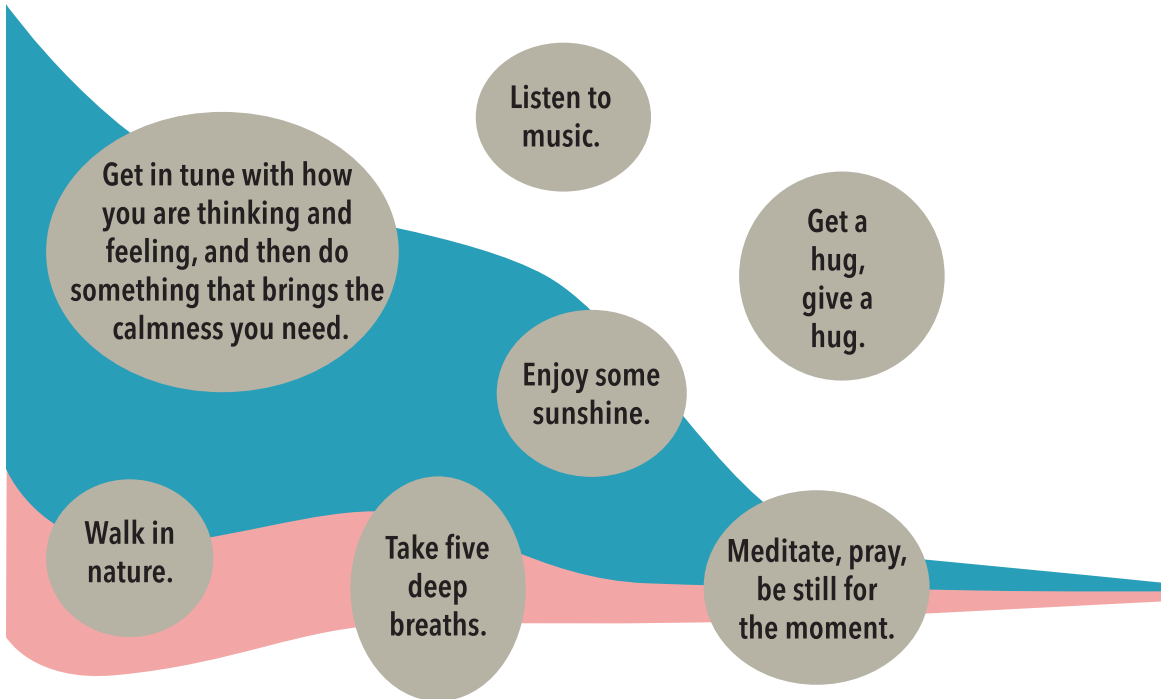 Listen to
music.
Get in tune with how
you are thinking and
feeling, and then do
something that brings the
calmness you need.
Get a
hug,
give a
hug.
Enjoy some
sunshine.
Walk in
nature.
Take five
deep
breaths.
Meditate, pray,
be still for
the moment.